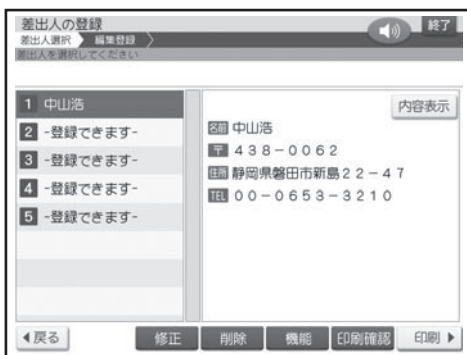 差出人の登録
終了
差出人選択 編集登録
差出人を選択してください
1 中山浩
2 -登録できます-
3 -登録できます-
4 -登録できます-
5 -登録できます-
内容表示
名前 中山浩
〒 438-0062
住所 静岡県磐田市新島22-47
TEL 00-0653-3210
戻る
修正
削除
機能
印刷確認
印刷